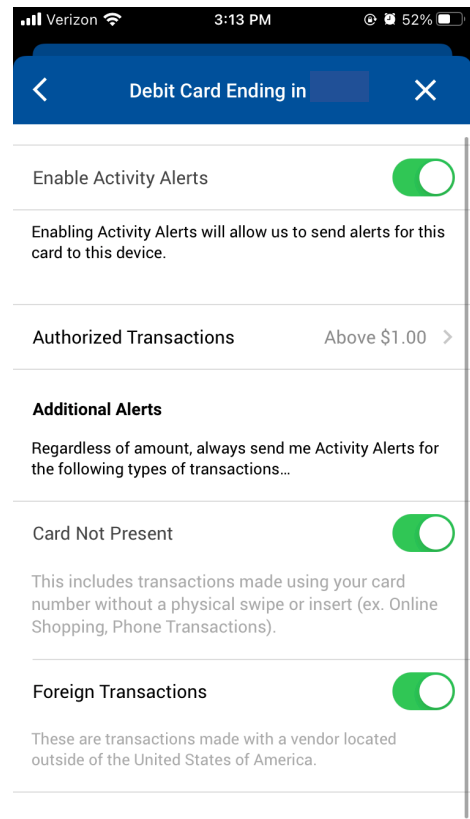 Verizon 3:13 PM 52%
Debit Card Ending in
Enable Activity Alerts
Enabling Activity Alerts will allow us to send alerts for this
card to this device.
Authorized Transactions Above $1.00
Additional Alerts
Regardless of amount, always send me Activity Alerts for
the following types of transactions...
Card Not Present
This includes transactions made using your card
number without a physical swipe or insert (ex. Online
Shopping, Phone Transactions).
Foreign Transactions
These are transactions made with a vendor located
outside of the United States of America.